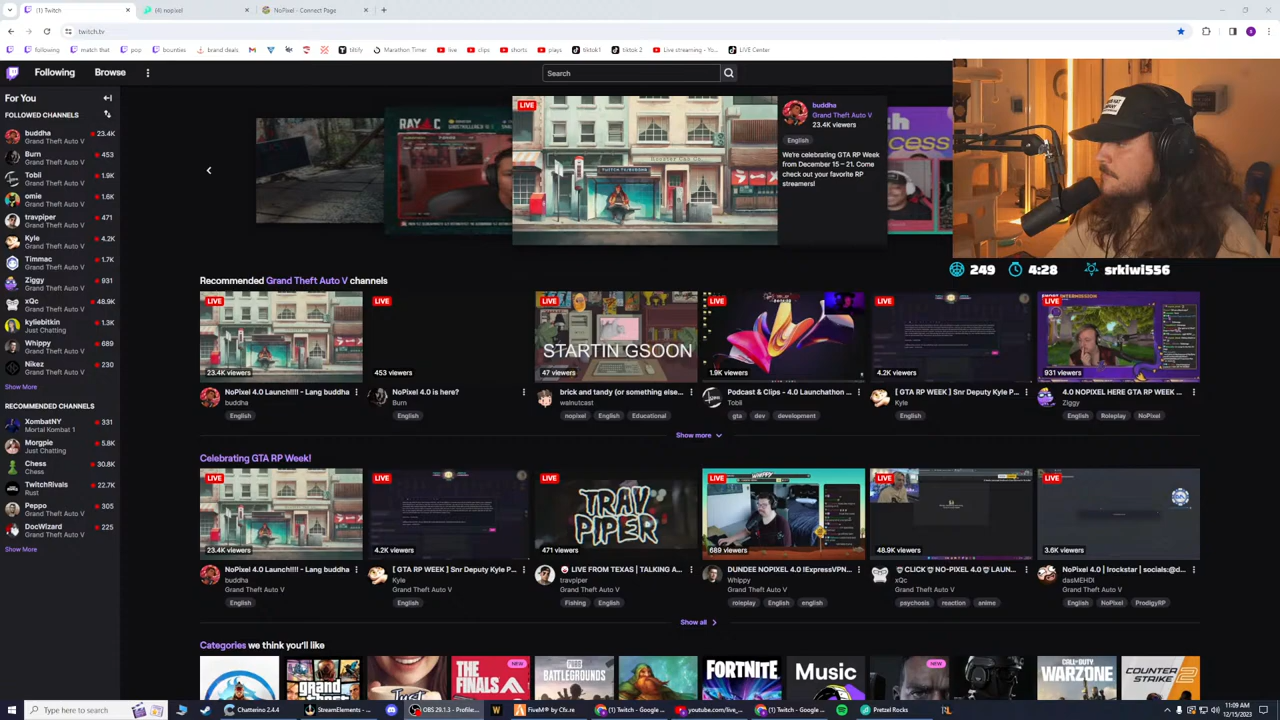 (1) Twitch
(4) nopixel
NoPixel - Connect Page
twitch.tv
following
match that
pop
bounties
brand deals
tiltify
Marathon Timer
live
clips
shorts
plays
tiktok1
tiktok 2
Live streaming - Yo...
LIVE Center
Following
Browse
Search
For You
FOLLOWED CHANNELS
buddha
23.4K
Grand Theft Auto V
Burn
453
Grand Theft Auto V
Tobii
1.9K
Grand Theft Auto V
omie
1.6K
Grand Theft Auto V
travpiper
471
Grand Theft Auto V
Kyle
4.2K
Grand Theft Auto V
Timmac
1.7K
Grand Theft Auto V
Ziggy
931
Grand Theft Auto V
xQc
48.9K
Grand Theft Auto V
kyliebitkin
1.3K
Just Chatting
Whippy
689
Grand Theft Auto V
Nikez
230
Grand Theft Auto V
Show More
RECOMMENDED CHANNELS
XombatNY
331
Mortal Kombat 1
Morgpie
5.8K
Just Chatting
Chess
30.8K
Chess
TwitchRivals
22.7K
Rust
Peppo
305
Grand Theft Auto V
DocWizard
225
Grand Theft Auto V
Show More
RAY C
LIVE
buddha
Grand Theft Auto V
23.4K viewers
English
We're celebrating GTA RP Week
from December 15 – 21. Come
check out your favorite RP
streamers!
249
4:28
srkiwi556
Recommended Grand Theft Auto V channels
LIVE
23.4K viewers
NoPixel 4.0 Launch!!!! - Lang buddha
buddha
English
LIVE
453 viewers
NoPixel 4.0 is here?
Burn
English
LIVE
STARTIN GSOON
47 viewers
brick and tandy (or something else...
walnutcast
nopixel
English
Educational
LIVE
1.9K viewers
Podcast & Clips - 4.0 Launchathon ...
Tobii
gta
dev
development
LIVE
4.2K viewers
[ GTA RP WEEK ] Snr Deputy Kyle P...
Kyle
English
LIVE
931 viewers
4.0 NOPIXEL HERE GTA RP WEEK P...
Ziggy
English
Roleplay
NoPixel
Show more
Celebrating GTA RP Week!
LIVE
23.4K viewers
NoPixel 4.0 Launch!!!! - Lang buddha
buddha
Grand Theft Auto V
English
LIVE
4.2K viewers
[ GTA RP WEEK ] Snr Deputy Kyle P...
Kyle
Grand Theft Auto V
English
LIVE
TRAV
PIPER
471 viewers
LIVE FROM TEXAS | TALKING A...
travpiper
Grand Theft Auto V
Fishing
English
LIVE
WHIPPY
689 viewers
DUNDEE NOPIXEL 4.0 !ExpressVPN...
Whippy
Grand Theft Auto V
roleplay
English
english
LIVE
48.9K viewers
CLICK NO-PIXEL 4.0 LAUN...
xQc
Grand Theft Auto V
psychosis
reaction
anime
LIVE
3.6K viewers
NoPixel 4.0 | !rockstar | socials:@d...
dasMEHDI
Grand Theft Auto V
English
NoPixel
ProdigyRP
Show all
Categories we think you'll like
THE
FINALS
NEW
FORTNITE
Music
NEW
CALL OF DUTY
WARZONE
COUNTER
STRIKE
Type here to search
Chatterino 2.4.4
StreamElements - ...
OBS 29.1.3 - Profile...
FiveM® by Cfx.re
(1) Twitch - Google ...
youtube.com/live_...
(1) Twitch - Google ...
Pretzel Rocks
11:09 AM
12/15/2023